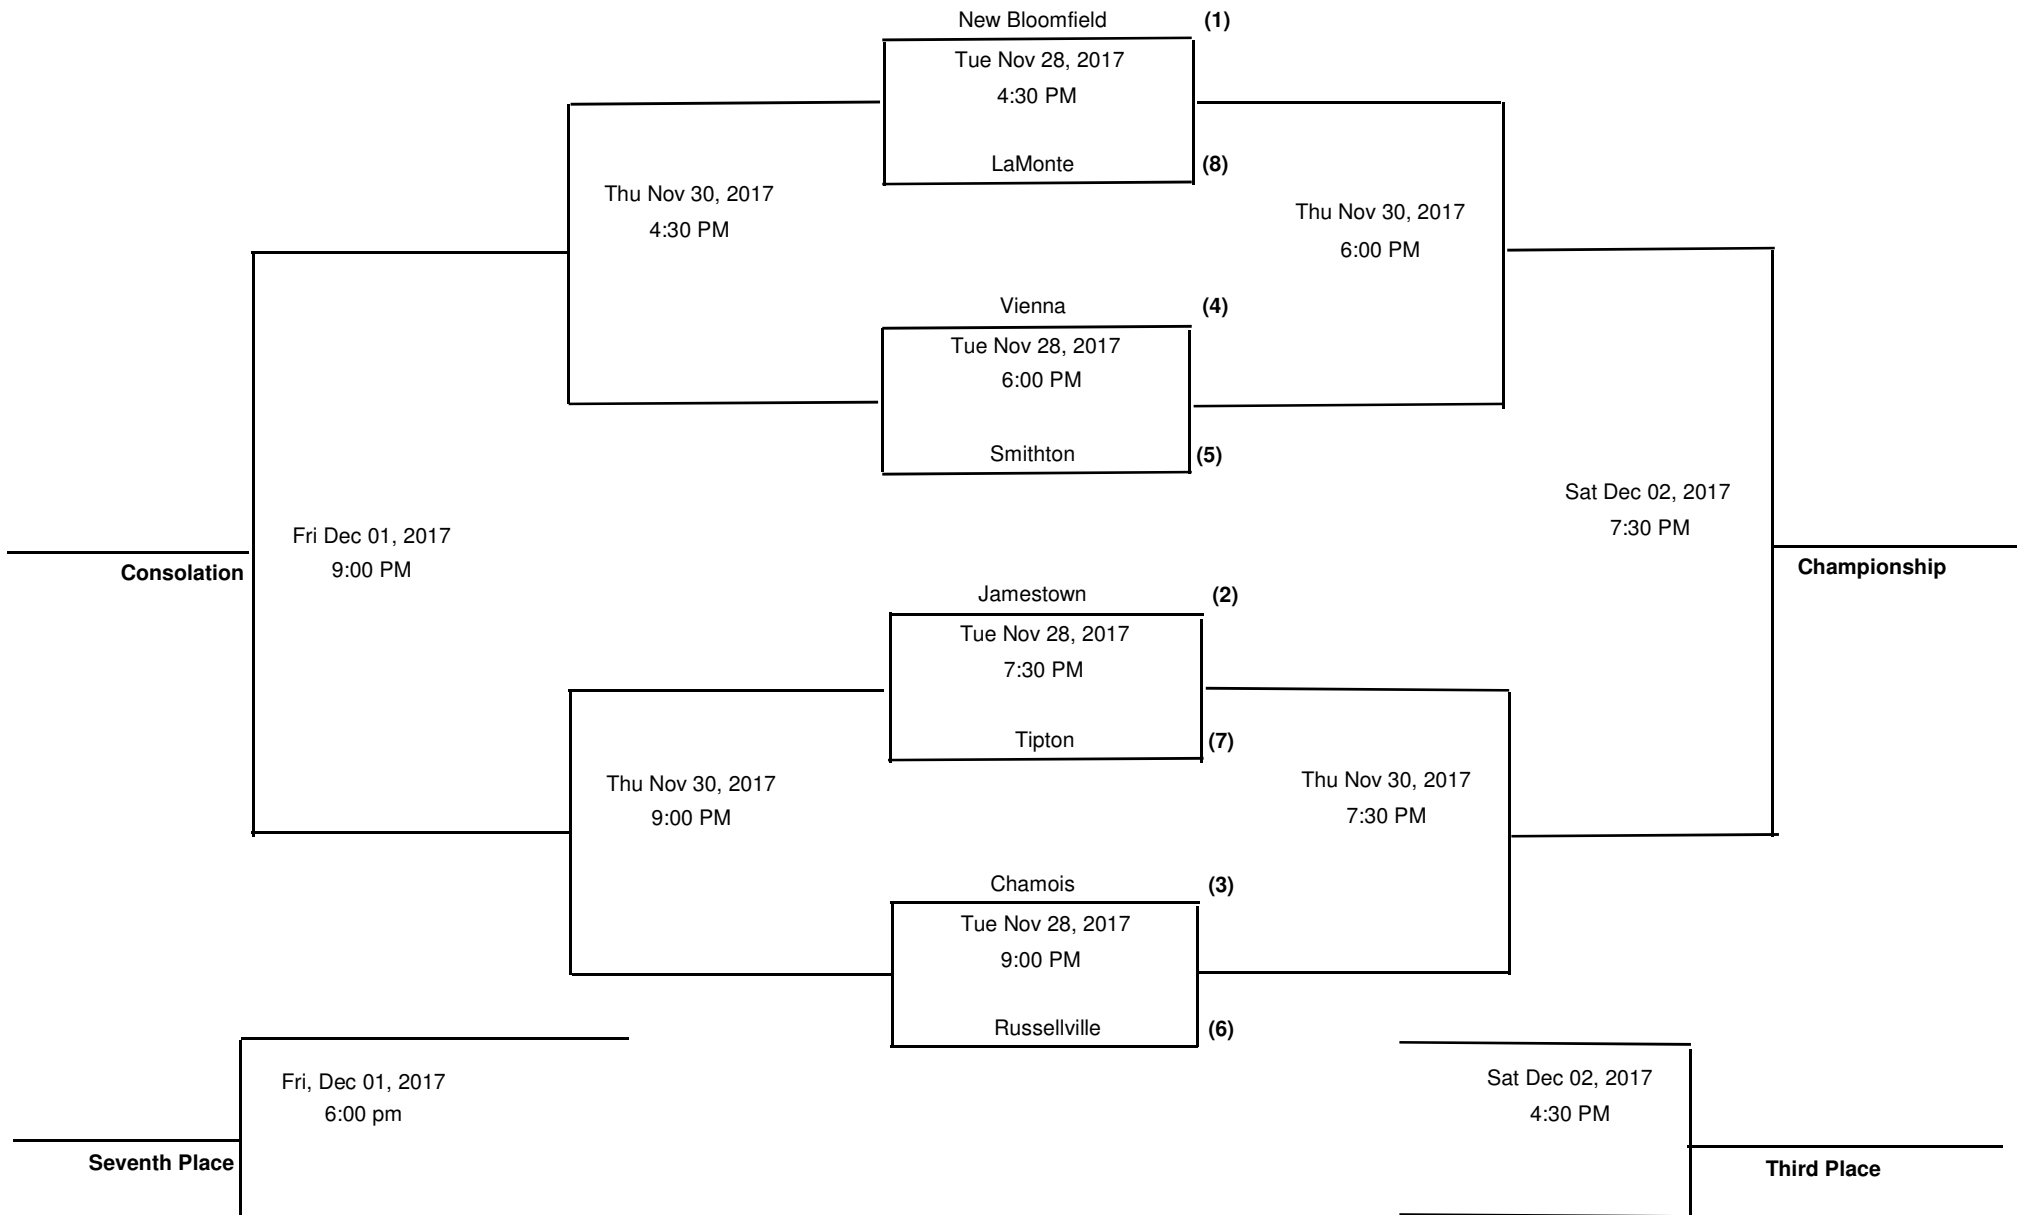 New Bloomfield (1)
Tue Nov 28, 2017
4:30 PM
LaMonte (8)
Thu Nov 30, 2017
4:30 PM
Thu Nov 30, 2017
6:00 PM
Vienna (4)
Tue Nov 28, 2017
6:00 PM
Smithton (5)
Fri Dec 01, 2017
9:00 PM
Consolation
Sat Dec 02, 2017
7:30 PM
Championship
Jamestown (2)
Tue Nov 28, 2017
7:30 PM
Tipton (7)
Thu Nov 30, 2017
9:00 PM
Thu Nov 30, 2017
7:30 PM
Chamois (3)
Tue Nov 28, 2017
9:00 PM
Russellville (6)
Fri, Dec 01, 2017
6:00 pm
Seventh Place
Sat Dec 02, 2017
4:30 PM
Third Place